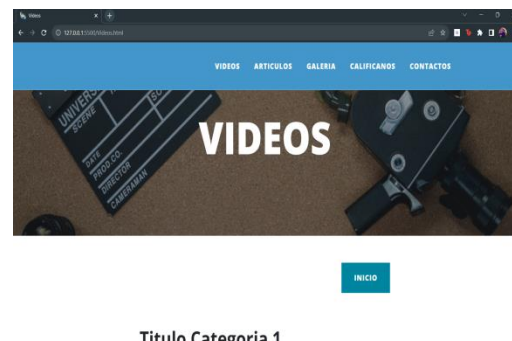 Videos
127.0.0.1:5500/Videos.html
VIDEOS ARTICULOS GALERIA CALIFICANOS CONTACTOS
UNIVERS
SCENE
DATE
PROD.CO.
DIRECTOR
CAMERAMAN
VIDEOS
INICIO
Titulo Categoria 1